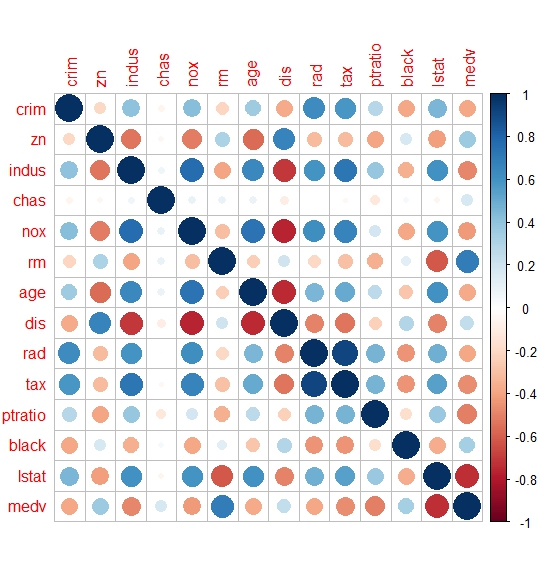 crim zn indus chas nox rm age dis rad tax ptratio black lstat medv
crim
zn
indus
chas
nox
rm
age
dis
rad
tax
ptratio
black
lstat
medv
1
0.8
0.6
0.4
0.2
0
-0.2
-0.4
-0.6
-0.8
-1